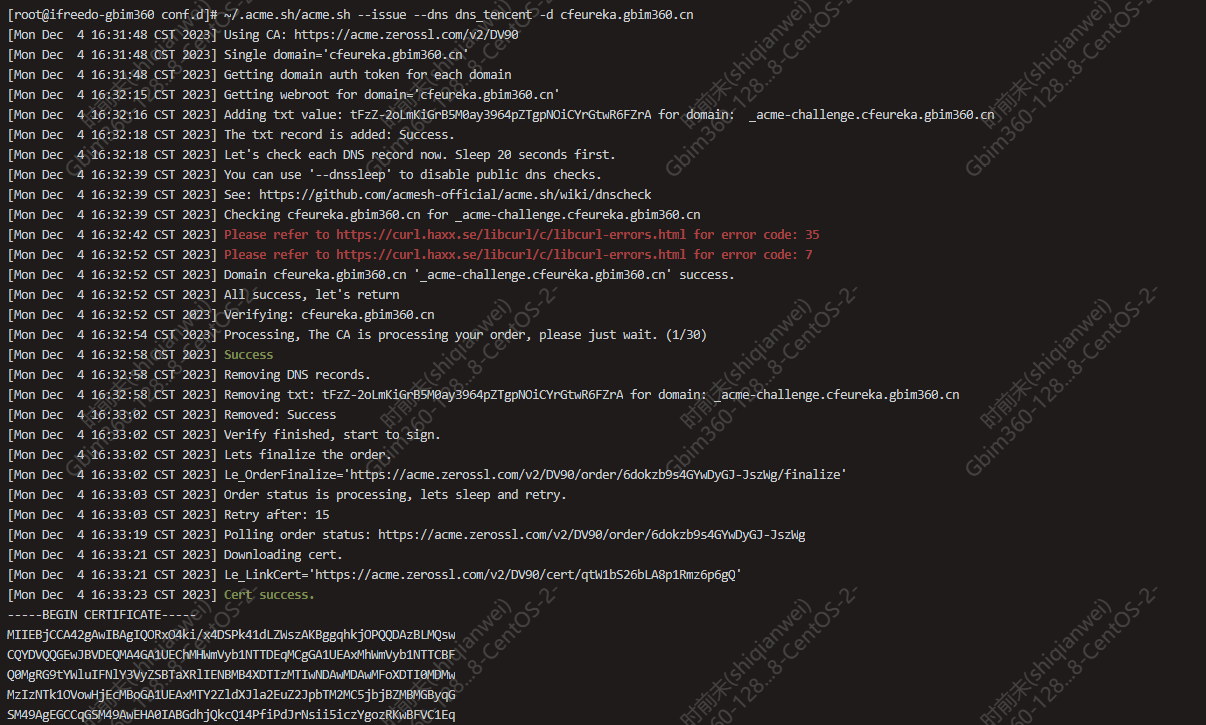 [root@ifreedo-gbim360 conf.d]# ~/.acme.sh/acme.sh --issue --dns dns_tencent -d cfeureka.gbim360.cn
[Mon Dec  4 16:31:48 CST 2023] Using CA: https://acme.zerossl.com/v2/DV90
[Mon Dec  4 16:31:48 CST 2023] Single domain='cfeureka.gbim360.cn'
[Mon Dec  4 16:31:48 CST 2023] Getting domain auth token for each domain
[Mon Dec  4 16:32:15 CST 2023] Getting webroot for domain='cfeureka.gbim360.cn'
[Mon Dec  4 16:32:16 CST 2023] Adding txt value: tFzZ-2oLmKiGrB5M0ay3964pZTgpNOiCYrGtwR6FZrA for domain:  _acme-challenge.cfeureka.gbim360.cn
[Mon Dec  4 16:32:18 CST 2023] The txt record is added: Success.
[Mon Dec  4 16:32:18 CST 2023] Let's check each DNS record now. Sleep 20 seconds first.
[Mon Dec  4 16:32:39 CST 2023] You can use '--dnssleep' to disable public dns checks.
[Mon Dec  4 16:32:39 CST 2023] See: https://github.com/acmesh-official/acme.sh/wiki/dnscheck
[Mon Dec  4 16:32:39 CST 2023] Checking cfeureka.gbim360.cn for _acme-challenge.cfeureka.gbim360.cn
[Mon Dec  4 16:32:42 CST 2023] Please refer to https://curl.haxx.se/libcurl/c/libcurl-errors.html for error code: 35
[Mon Dec  4 16:32:52 CST 2023] Please refer to https://curl.haxx.se/libcurl/c/libcurl-errors.html for error code: 7
[Mon Dec  4 16:32:52 CST 2023] Domain cfeureka.gbim360.cn '_acme-challenge.cfeureka.gbim360.cn' success.
[Mon Dec  4 16:32:52 CST 2023] All success, let's return
[Mon Dec  4 16:32:52 CST 2023] Verifying: cfeureka.gbim360.cn
[Mon Dec  4 16:32:54 CST 2023] Processing, The CA is processing your order, please just wait. (1/30)
[Mon Dec  4 16:32:58 CST 2023] Success
[Mon Dec  4 16:32:58 CST 2023] Removing DNS records.
[Mon Dec  4 16:32:58 CST 2023] Removing txt: tFzZ-2oLmKiGrB5M0ay3964pZTgpNOiCYrGtwR6FZrA for domain: _acme-challenge.cfeureka.gbim360.cn
[Mon Dec  4 16:33:02 CST 2023] Removed: Success
[Mon Dec  4 16:33:02 CST 2023] Verify finished, start to sign.
[Mon Dec  4 16:33:02 CST 2023] Lets finalize the order.
[Mon Dec  4 16:33:02 CST 2023] Le_OrderFinalize='https://acme.zerossl.com/v2/DV90/order/6dokzb9s4GYwDyGJ-JszWg/finalize'
[Mon Dec  4 16:33:03 CST 2023] Order status is processing, lets sleep and retry.
[Mon Dec  4 16:33:03 CST 2023] Retry after: 15
[Mon Dec  4 16:33:19 CST 2023] Polling order status: https://acme.zerossl.com/v2/DV90/order/6dokzb9s4GYwDyGJ-JszWg
[Mon Dec  4 16:33:21 CST 2023] Downloading cert.
[Mon Dec  4 16:33:21 CST 2023] Le_LinkCert='https://acme.zerossl.com/v2/DV90/cert/qtW1bS26bLA8p1Rmz6p6gQ'
[Mon Dec  4 16:33:23 CST 2023] Cert success.
-----BEGIN CERTIFICATE-----
MIIEBjCCA42gAwIBAgIQORxO4ki/x4DSPk41dLZWszAKBggqhkjOPQQDAzBLMQsw
CQYDVQQGEwJBVDEQMA4GA1UEChMHWmVyb1NTTDEqMCgGA1UEAxMhWmVyb1NTTCBF
Q0MgRG9tYWluIFNlY3VyZSBTaXRlIENBMB4XDTIzMTIwNDAwMDAwMFoXDTI0MDMw
MzIzNTk1OVowHjEcMBoGA1UEAxMTY2ZldXJla2EuZ2JpbTM2MC5jbjBZMBMGByqG
SM49AgEGCCqGSM49AwEHA0IABGdhjQkcQ14PfiPdJrNsii5iczYgozRKwBFVC1Eq
时前末(shiqianwei)
Gbim360-128...8-CentOS-2-